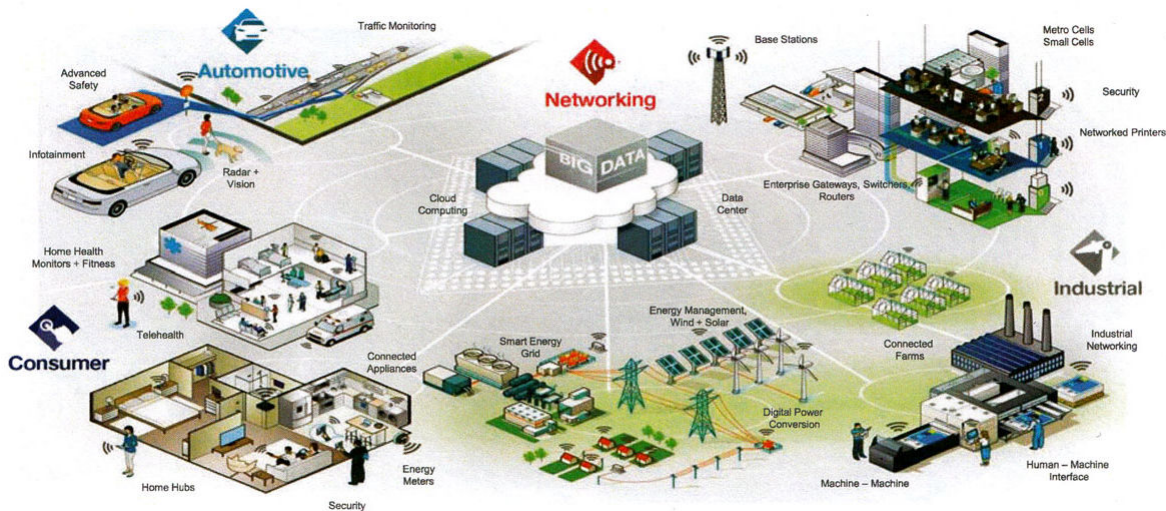 Traffic Monitoring
Automotive
Advanced
Safety
Infotainment
Radar +
Vision
Networking
Base Stations
Metro Cells
Small Cells
Security
Networked Printers
Enterprise Gateways, Switchers,
Routers
BIG DATA
Cloud
Computing
Data
Center
Home Health
Monitors + Fitness
Telehealth
Consumer
Connected
Appliances
Home Hubs
Security
Energy
Meters
Smart Energy
Grid
Energy Management,
Wind + Solar
Digital Power
Conversion
Connected
Farms
Industrial
Industrial
Networking
Machine – Machine
Human – Machine
Interface